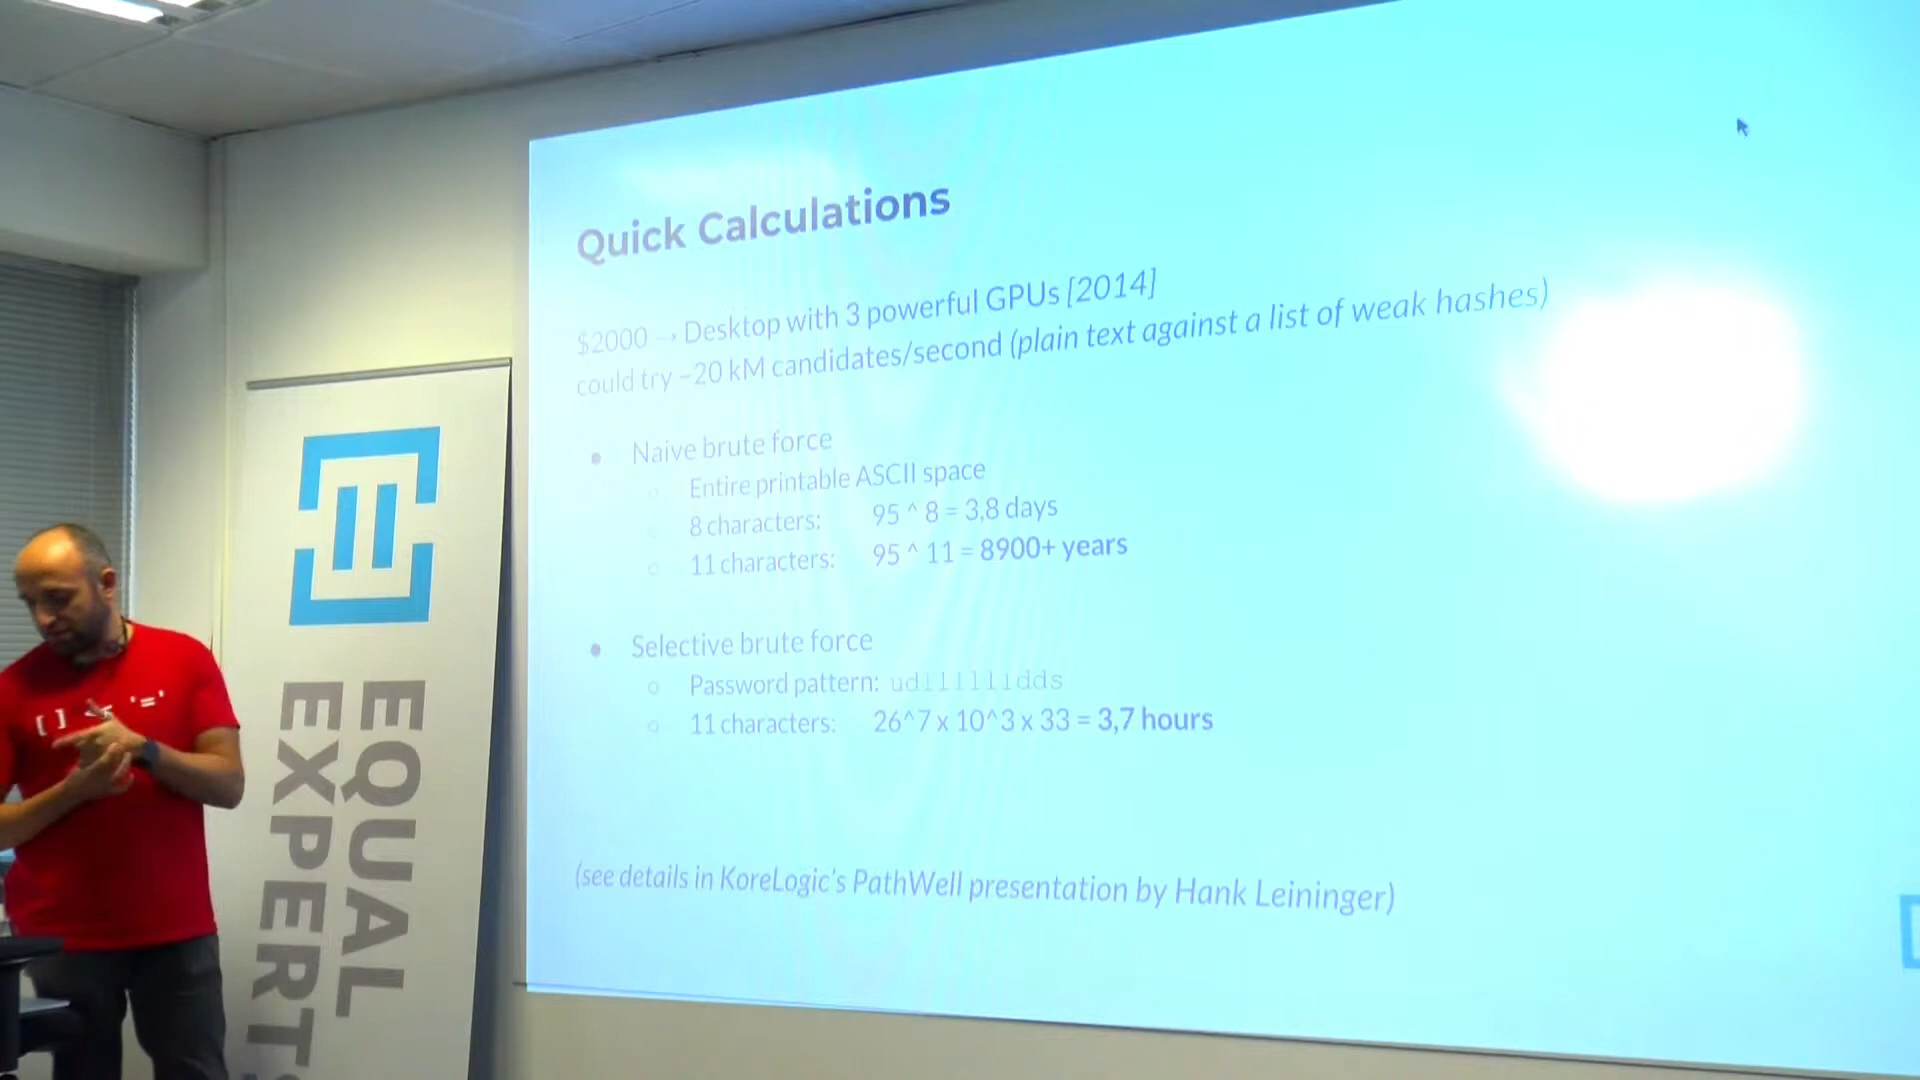 Quick Calculations
$2000 → Desktop with 3 powerful GPUs [2014]
could try ~20 kM candidates/second (plain text against a list of weak hashes)
● Naive brute force
○ Entire printable ASCII space
○ 8 characters: 95 ^ 8 = 3,8 days
○ 11 characters: 95 ^ 11 = 8900+ years
● Selective brute force
○ Password pattern:
○ 11 characters: 26^7 x 10^3 x 33 = 3,7 hours
(see details in KoreLogic's PathWell presentation by Hank Leininger)
EQUAL
EXPERTS